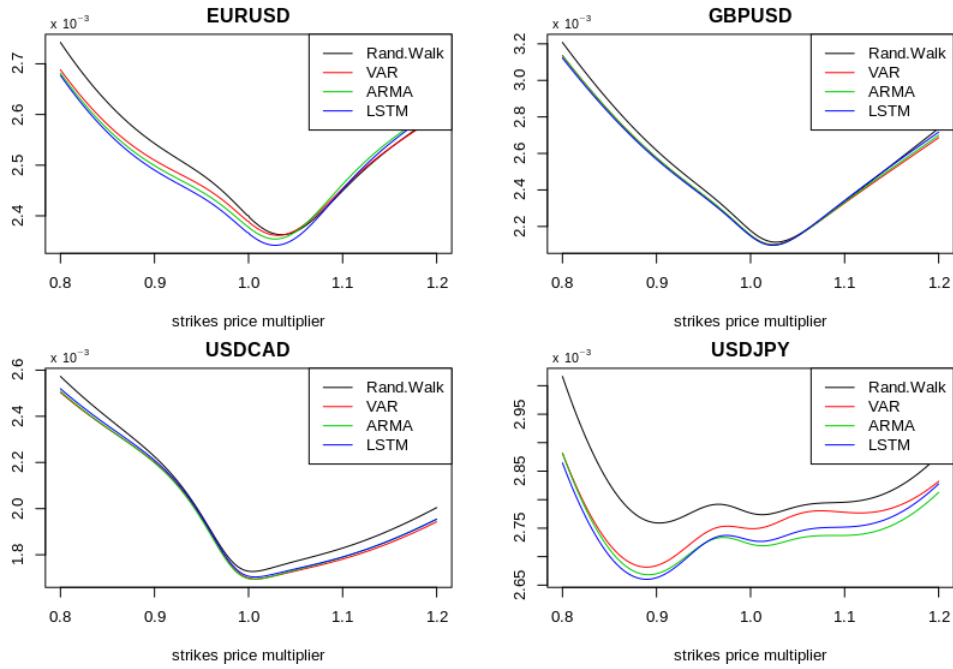 EURUSD
x 10⁻³
Rand.Walk
VAR
ARMA
LSTM
2.7
2.6
2.5
2.4
0.8 0.9 1.0 1.1 1.2
strikes price multiplier
GBPUSD
x 10⁻³
Rand.Walk
VAR
ARMA
LSTM
3.2
3.0
2.8
2.6
2.4
2.2
0.8 0.9 1.0 1.1 1.2
strikes price multiplier
USDCAD
x 10⁻³
Rand.Walk
VAR
ARMA
LSTM
2.6
2.4
2.2
2.0
1.8
0.8 0.9 1.0 1.1 1.2
strikes price multiplier
USDJPY
x 10⁻³
Rand.Walk
VAR
ARMA
LSTM
2.95
2.85
2.75
2.65
0.8 0.9 1.0 1.1 1.2
strikes price multiplier